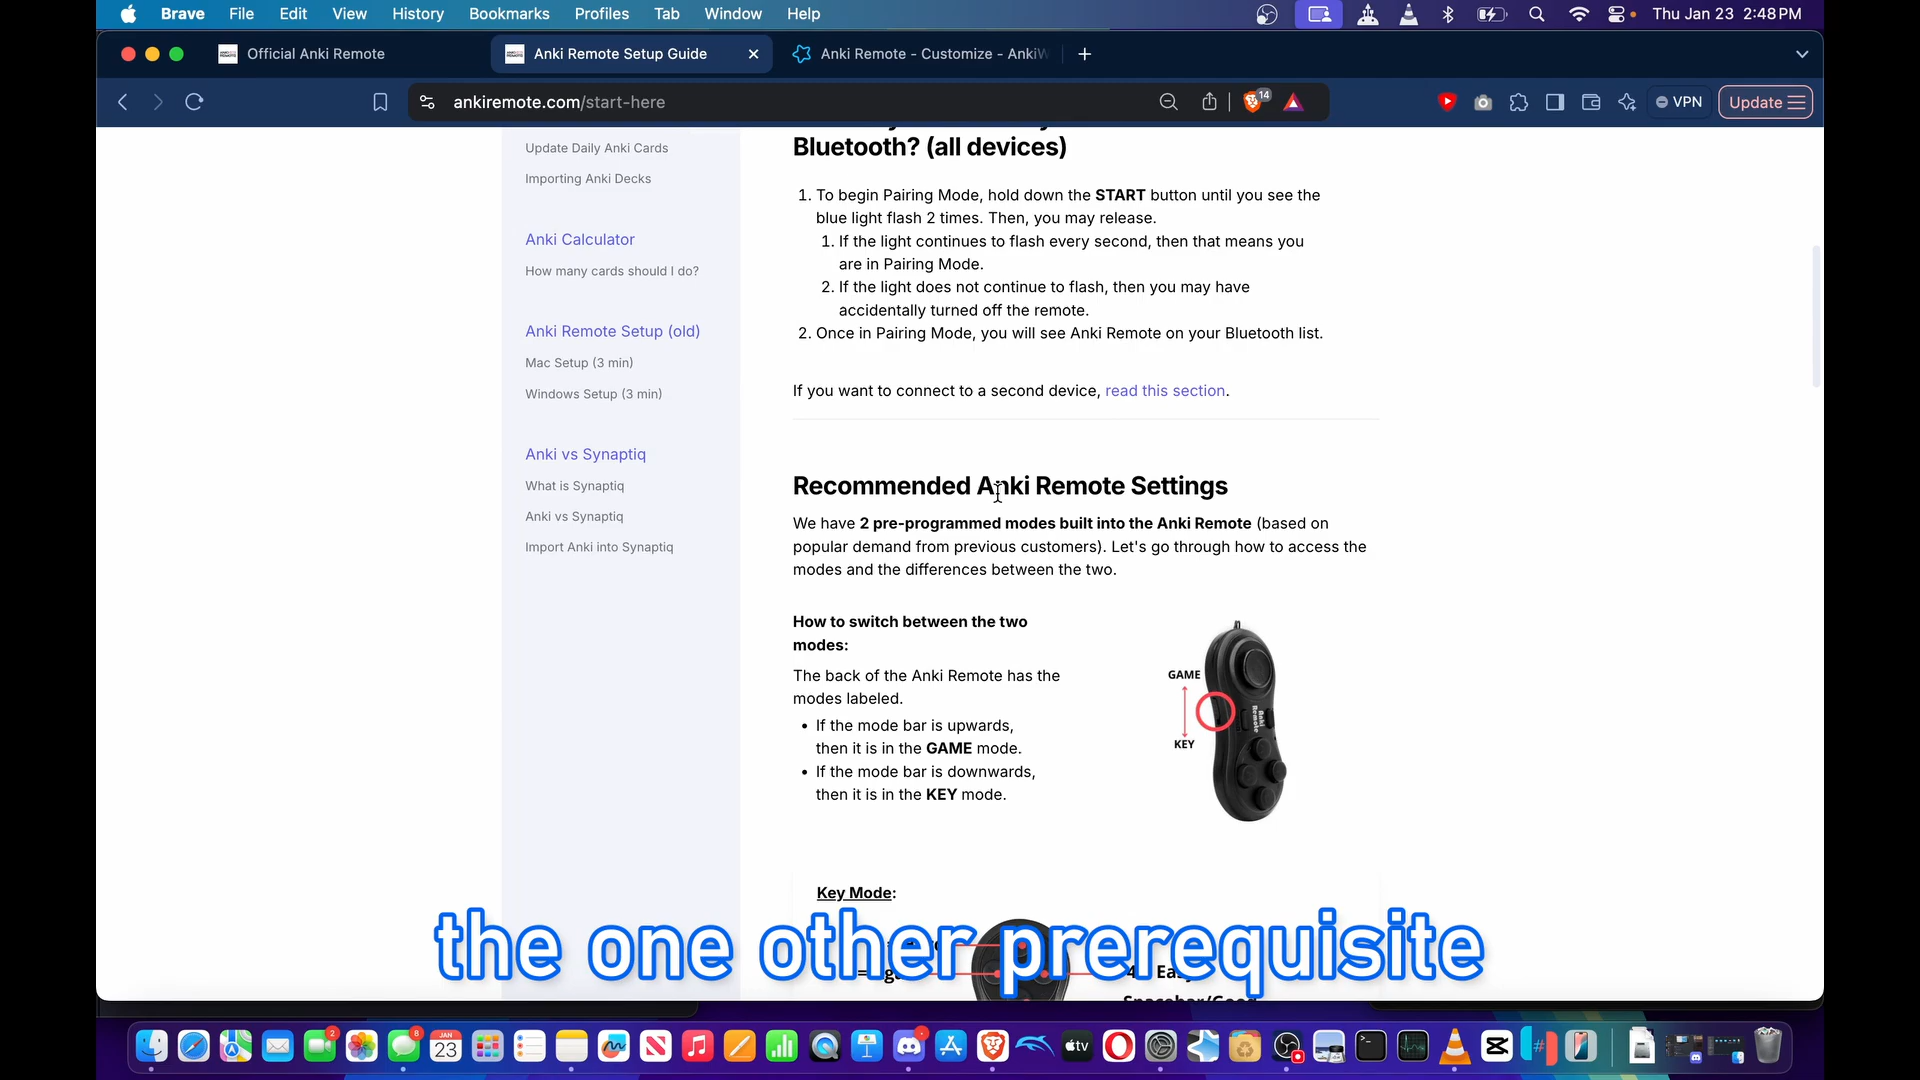 Brave File Edit View History Bookmarks Profiles Tab Window Help
Thu Jan 23 2:48 PM
Official Anki Remote
Anki Remote Setup Guide
Anki Remote - Customize - AnkiW
ankiremote.com/start-here
14
VPN
Update
Update Daily Anki Cards
Importing Anki Decks
Anki Calculator
How many cards should I do?
Anki Remote Setup (old)
Mac Setup (3 min)
Windows Setup (3 min)
Anki vs Synaptiq
What is Synaptiq
Anki vs Synaptiq
Import Anki into Synaptiq
Bluetooth? (all devices)
1. To begin Pairing Mode, hold down the START button until you see the
blue light flash 2 times. Then, you may release.
1. If the light continues to flash every second, then that means you
are in Pairing Mode.
2. If the light does not continue to flash, then you may have
accidentally turned off the remote.
2. Once in Pairing Mode, you will see Anki Remote on your Bluetooth list.
If you want to connect to a second device, read this section.
Recommended Anki Remote Settings
We have 2 pre-programmed modes built into the Anki Remote (based on
popular demand from previous customers). Let's go through how to access the
modes and the differences between the two.
How to switch between the two
modes:
The back of the Anki Remote has the
modes labeled.
• If the mode bar is upwards,
then it is in the GAME mode.
• If the mode bar is downwards,
then it is in the KEY mode.
GAME
KEY
Anki
Remote
Key Mode:
the one other prerequisite
2
8
JAN
23
tv